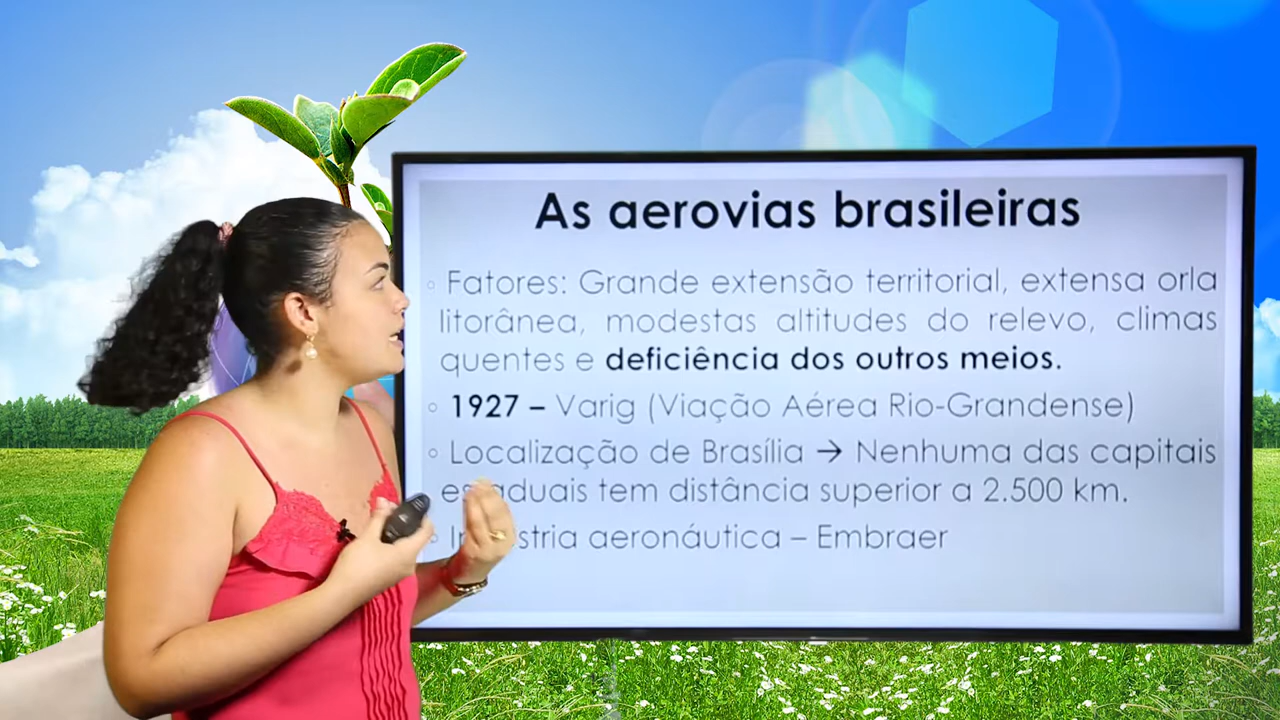 As aerovias brasileiras
Fatores: Grande extensão territorial, extensa orla
litorânea, modestas altitudes do relevo, climas
quentes e deficiência dos outros meios.
1927 – Varig (Viação Aérea Rio-Grandense)
Localização de Brasília → Nenhuma das capitais
tem distância superior a 2.500 km.
aeronáutica – Embraer